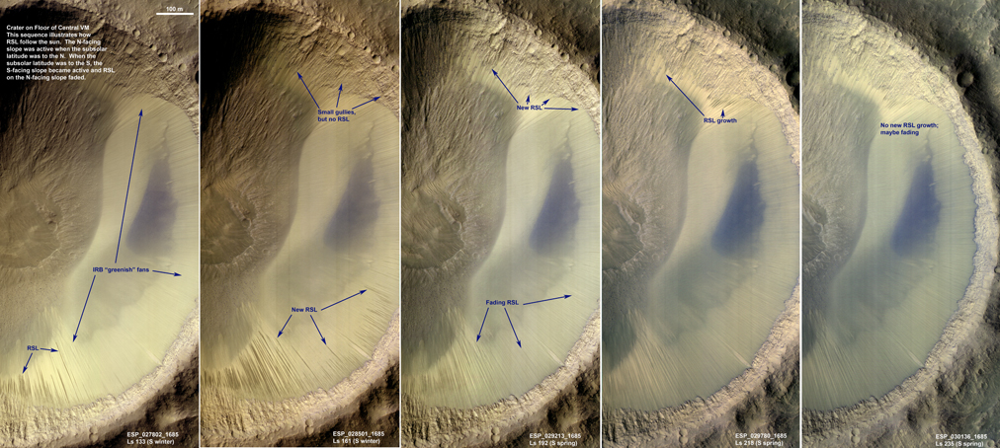 100 m
Crater on Floor of Central VM
This sequence illustrates how
RSL follow the sun. The N-facing
slope was active when the subsolar
latitude was to the N. When the
subsolar latitude was to the S, the
S-facing slope became active and RSL
on the N-facing slope faded.
IRB "greenish" fans
RSL
ESP_027802_1685
Ls 133 (S winter)
Small gullies,
but no RSL
New RSL
ESP_028501_1685
Ls 161 (S winter)
New RSL
Fading RSL
ESP_029213_1685
Ls 192 (S spring)
RSL growth
ESP_029780_1685
Ls 218 (S spring)
No new RSL growth;
maybe fading
ESP_030136_1685
Ls 235 (S spring)